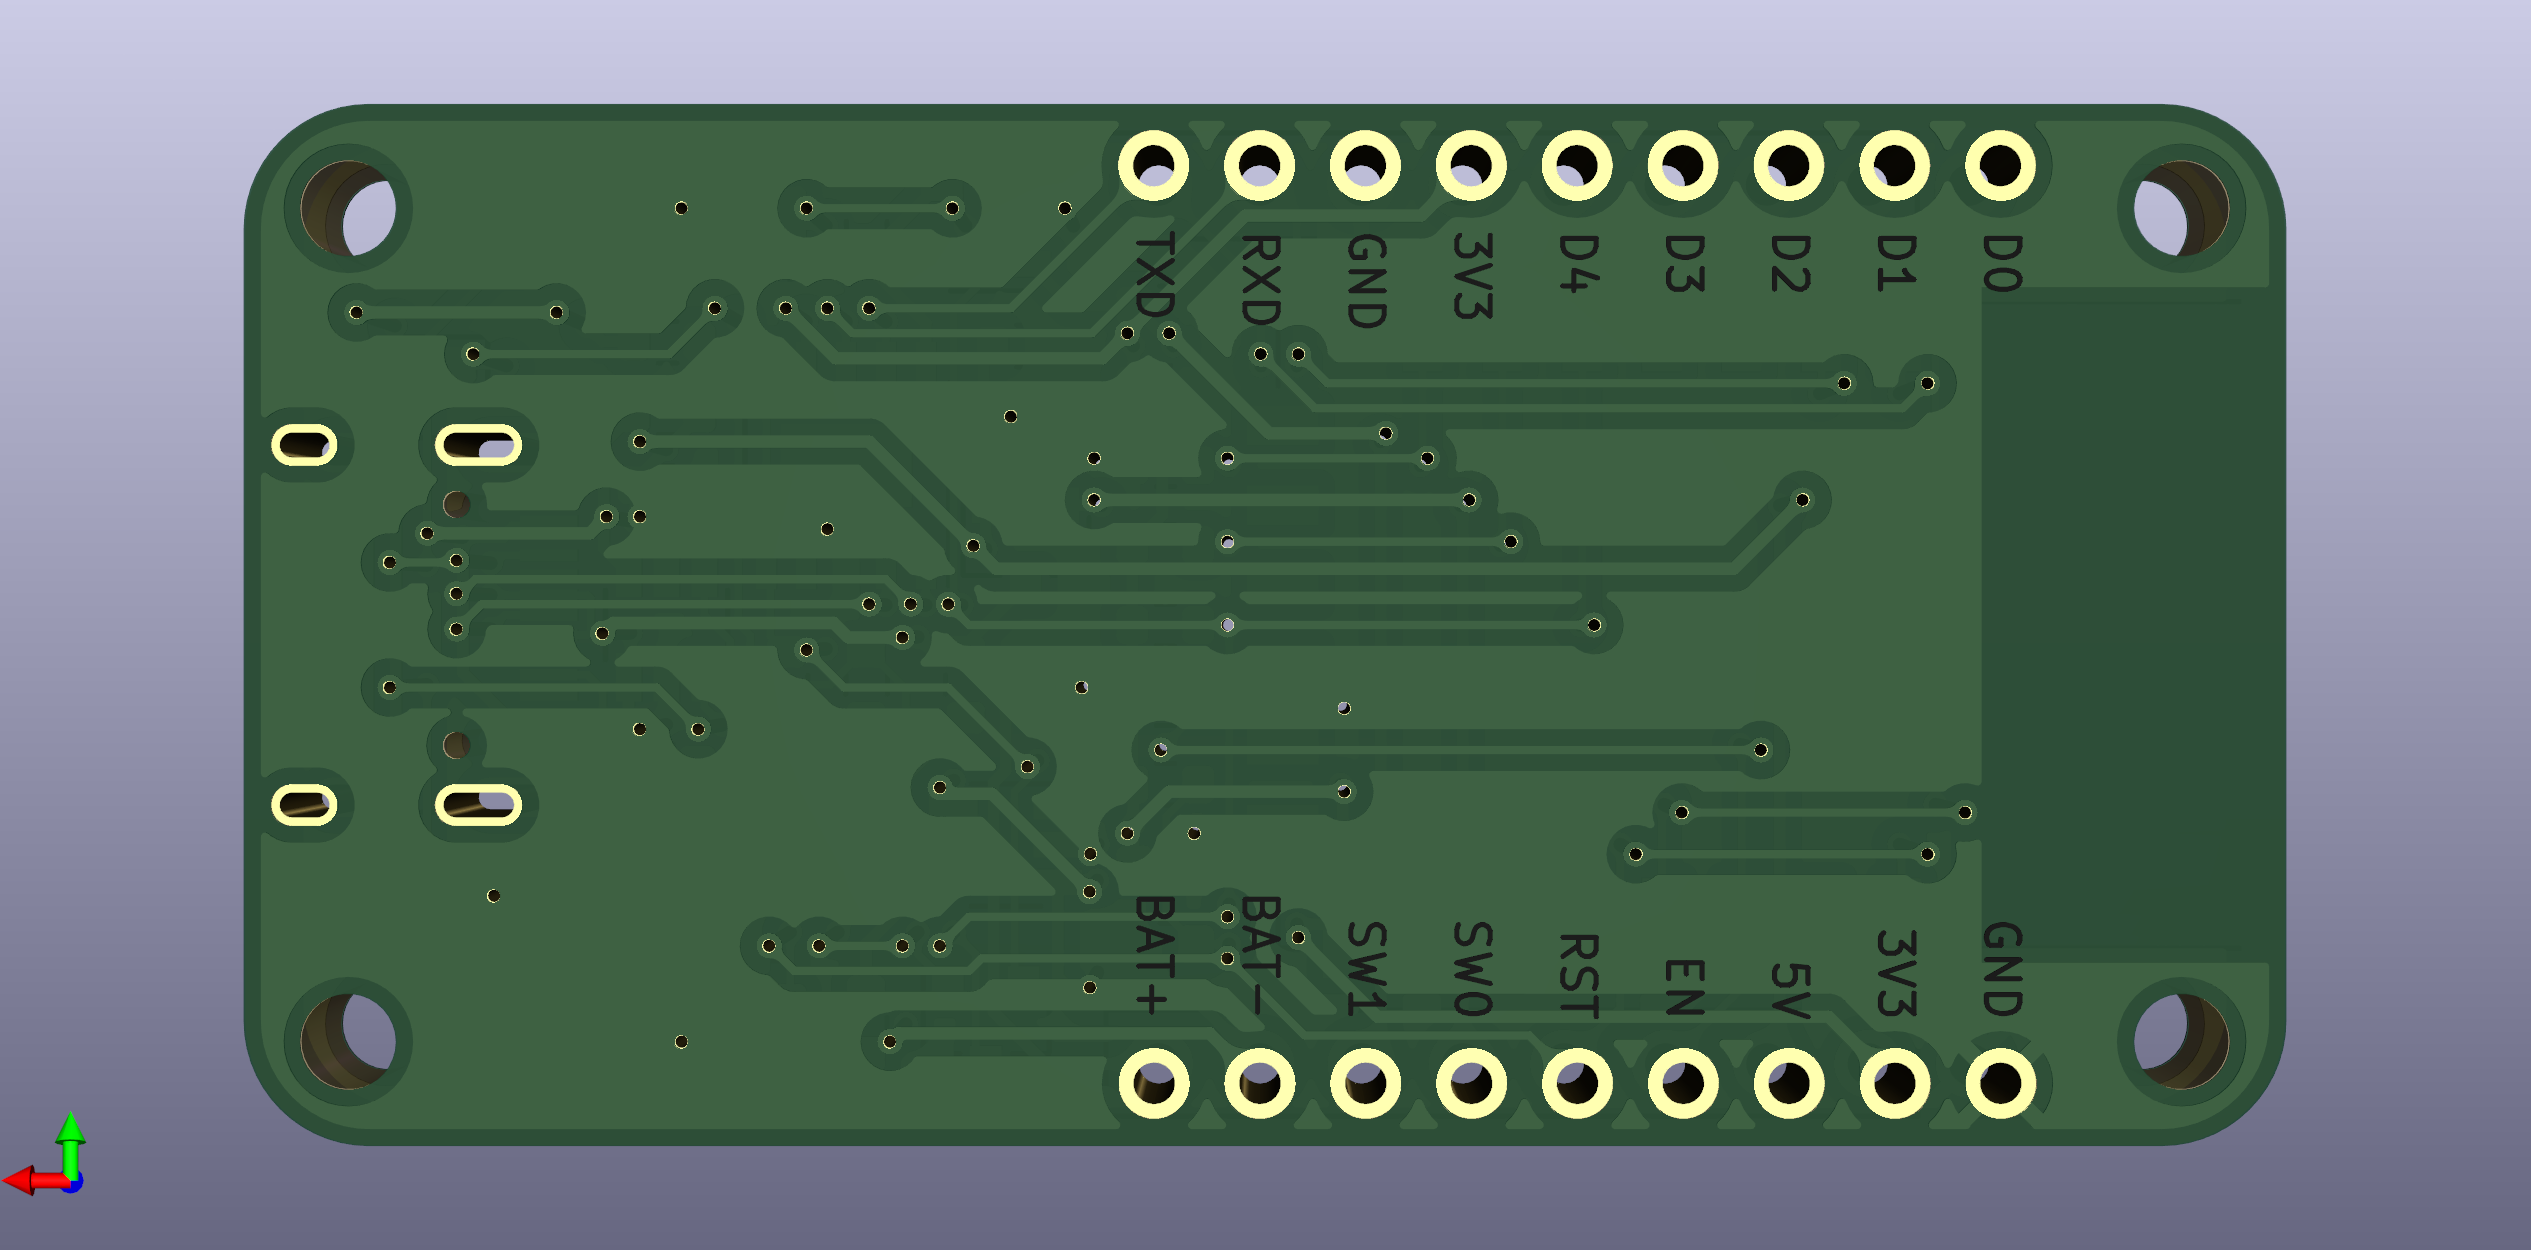 TXD
RXD
GND
3V3
D4
D3
D2
D1
D0
BAT+
BAT-
SW1
SW0
RST
EN
5V
3V3
GND